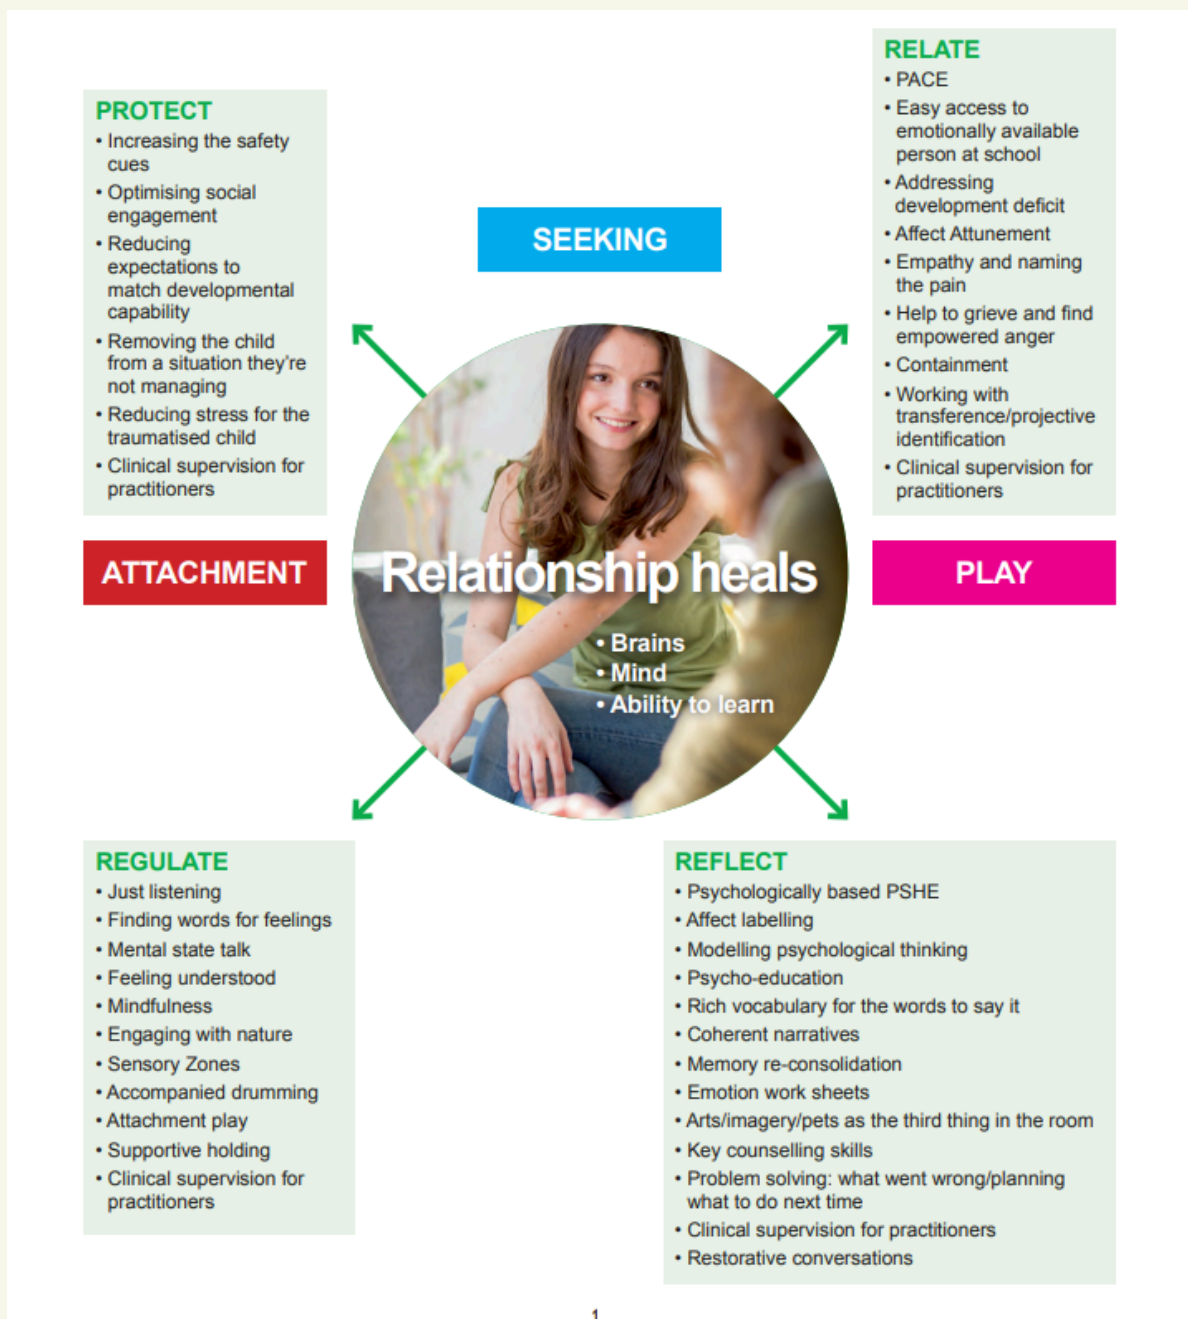 PROTECT
• Increasing the safety
cues
• Optimising social
engagement
• Reducing
expectations to
match developmental
capability
• Removing the child
from a situation they're
not managing
• Reducing stress for the
traumatised child
• Clinical supervision for
practitioners
SEEKING
RELATE
• PACE
• Easy access to
emotionally available
person at school
• Addressing
development deficit
• Affect Attunement
• Empathy and naming
the pain
• Help to grieve and find
empowered anger
• Containment
• Working with
transference/projective
identification
• Clinical supervision for
practitioners
ATTACHMENT
Relationship heals
• Brains
• Mind
• Ability to learn
PLAY
REGULATE
• Just listening
• Finding words for feelings
• Mental state talk
• Feeling understood
• Mindfulness
• Engaging with nature
• Sensory Zones
• Accompanied drumming
• Attachment play
• Supportive holding
• Clinical supervision for
practitioners
REFLECT
• Psychologically based PSHE
• Affect labelling
• Modelling psychological thinking
• Psycho-education
• Rich vocabulary for the words to say it
• Coherent narratives
• Memory re-consolidation
• Emotion work sheets
• Arts/imagery/pets as the third thing in the room
• Key counselling skills
• Problem solving: what went wrong/planning
what to do next time
• Clinical supervision for practitioners
• Restorative conversations
1